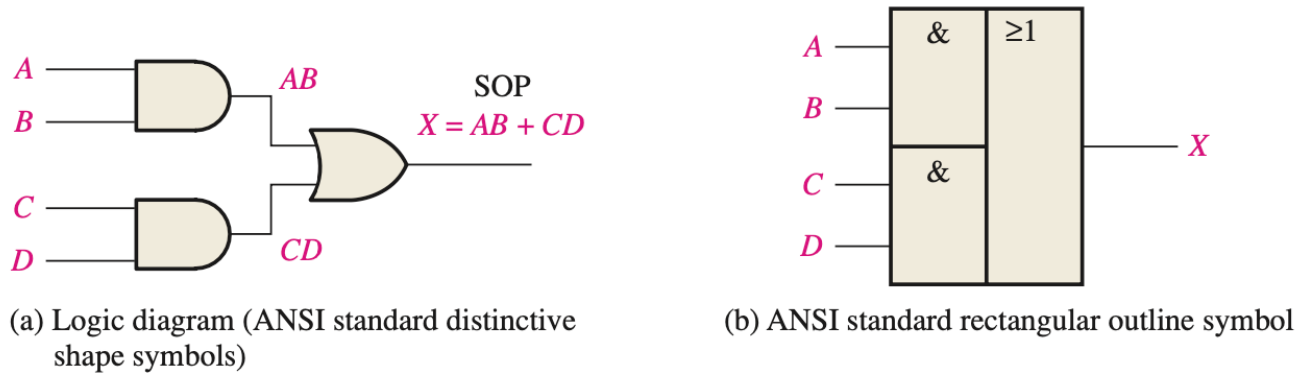 A
B
AB
SOP
X = AB + CD
C
D
CD
(a) Logic diagram (ANSI standard distinctive
shape symbols)
A
B
C
D
&
≥1
&
X
(b) ANSI standard rectangular outline symbol